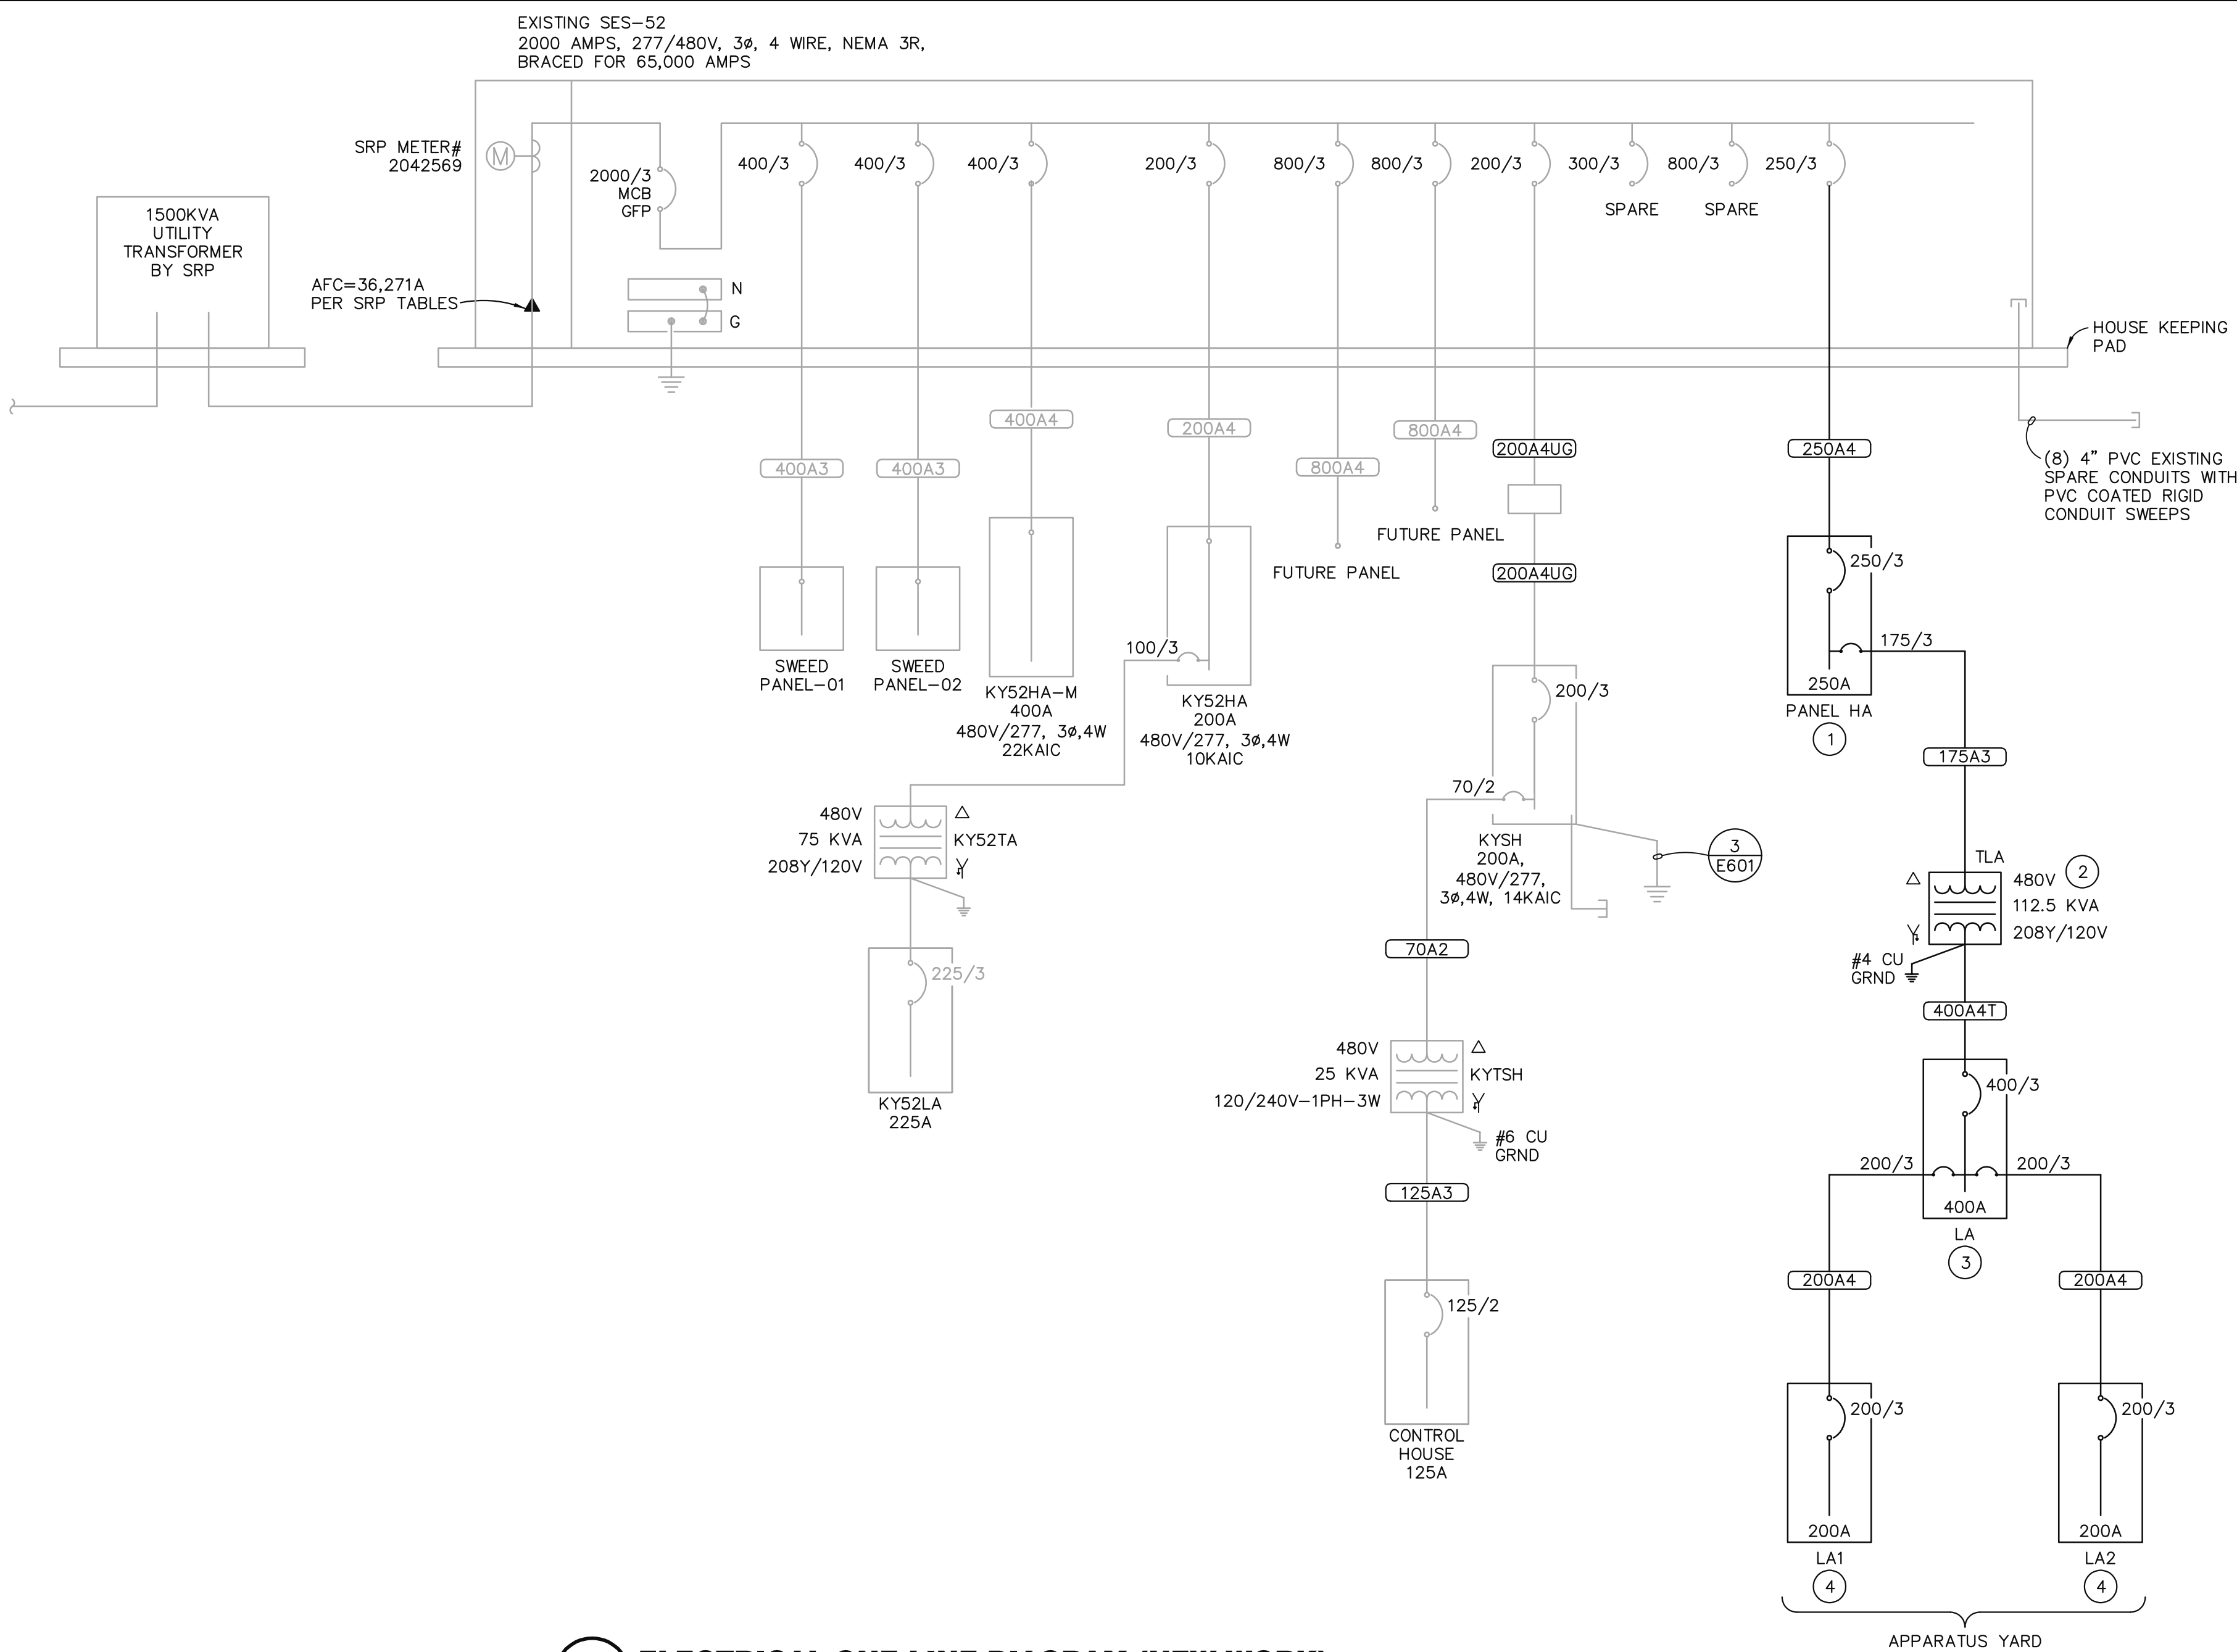 EXISTING SES-52
2000 AMPS, 277/480V, 3ø, 4 WIRE, NEMA 3R,
BRACED FOR 65,000 AMPS
SRP METER#
2042569
M
2000/3
MCB
GFP
400/3
400/3
400/3
200/3
800/3
800/3
200/3
300/3
800/3
250/3
SPARE
SPARE
1500KVA
UTILITY
TRANSFORMER
BY SRP
AFC=36,271A
PER SRP TABLES
N
G
HOUSE KEEPING
PAD
400A3
400A3
400A4
200A4
800A4
800A4
200A4UG
250A4
(8) 4" PVC EXISTING
SPARE CONDUITS WITH
PVC COATED RIGID
CONDUIT SWEEPS
FUTURE PANEL
FUTURE PANEL
200A4UG
250/3
175/3
250A
PANEL HA
1
SWEED
PANEL-01
SWEED
PANEL-02
KY52HA-M
400A
480V/277, 3ø,4W
22KAIC
100/3
KY52HA
200A
480V/277, 3ø,4W
10KAIC
200/3
70/2
KYSH
200A,
480V/277,
3ø,4W, 14KAIC
3
E601
175A3
480V
75 KVA
208Y/120V
KY52TA
TLA
480V
2
112.5 KVA
208Y/120V
#4 CU
GRND
225/3
KY52LA
225A
70A2
400A4T
480V
25 KVA
120/240V-1PH-3W
KYTSH
#6 CU
GRND
400/3
200/3
200/3
400A
LA
3
125A3
125/2
CONTROL
HOUSE
125A
200A4
200A4
200/3
200/3
200A
200A
LA1
LA2
4
4
APPARATUS YARD
ELECTRICAL ONE LINE DIAGRAM (NEW WORK)